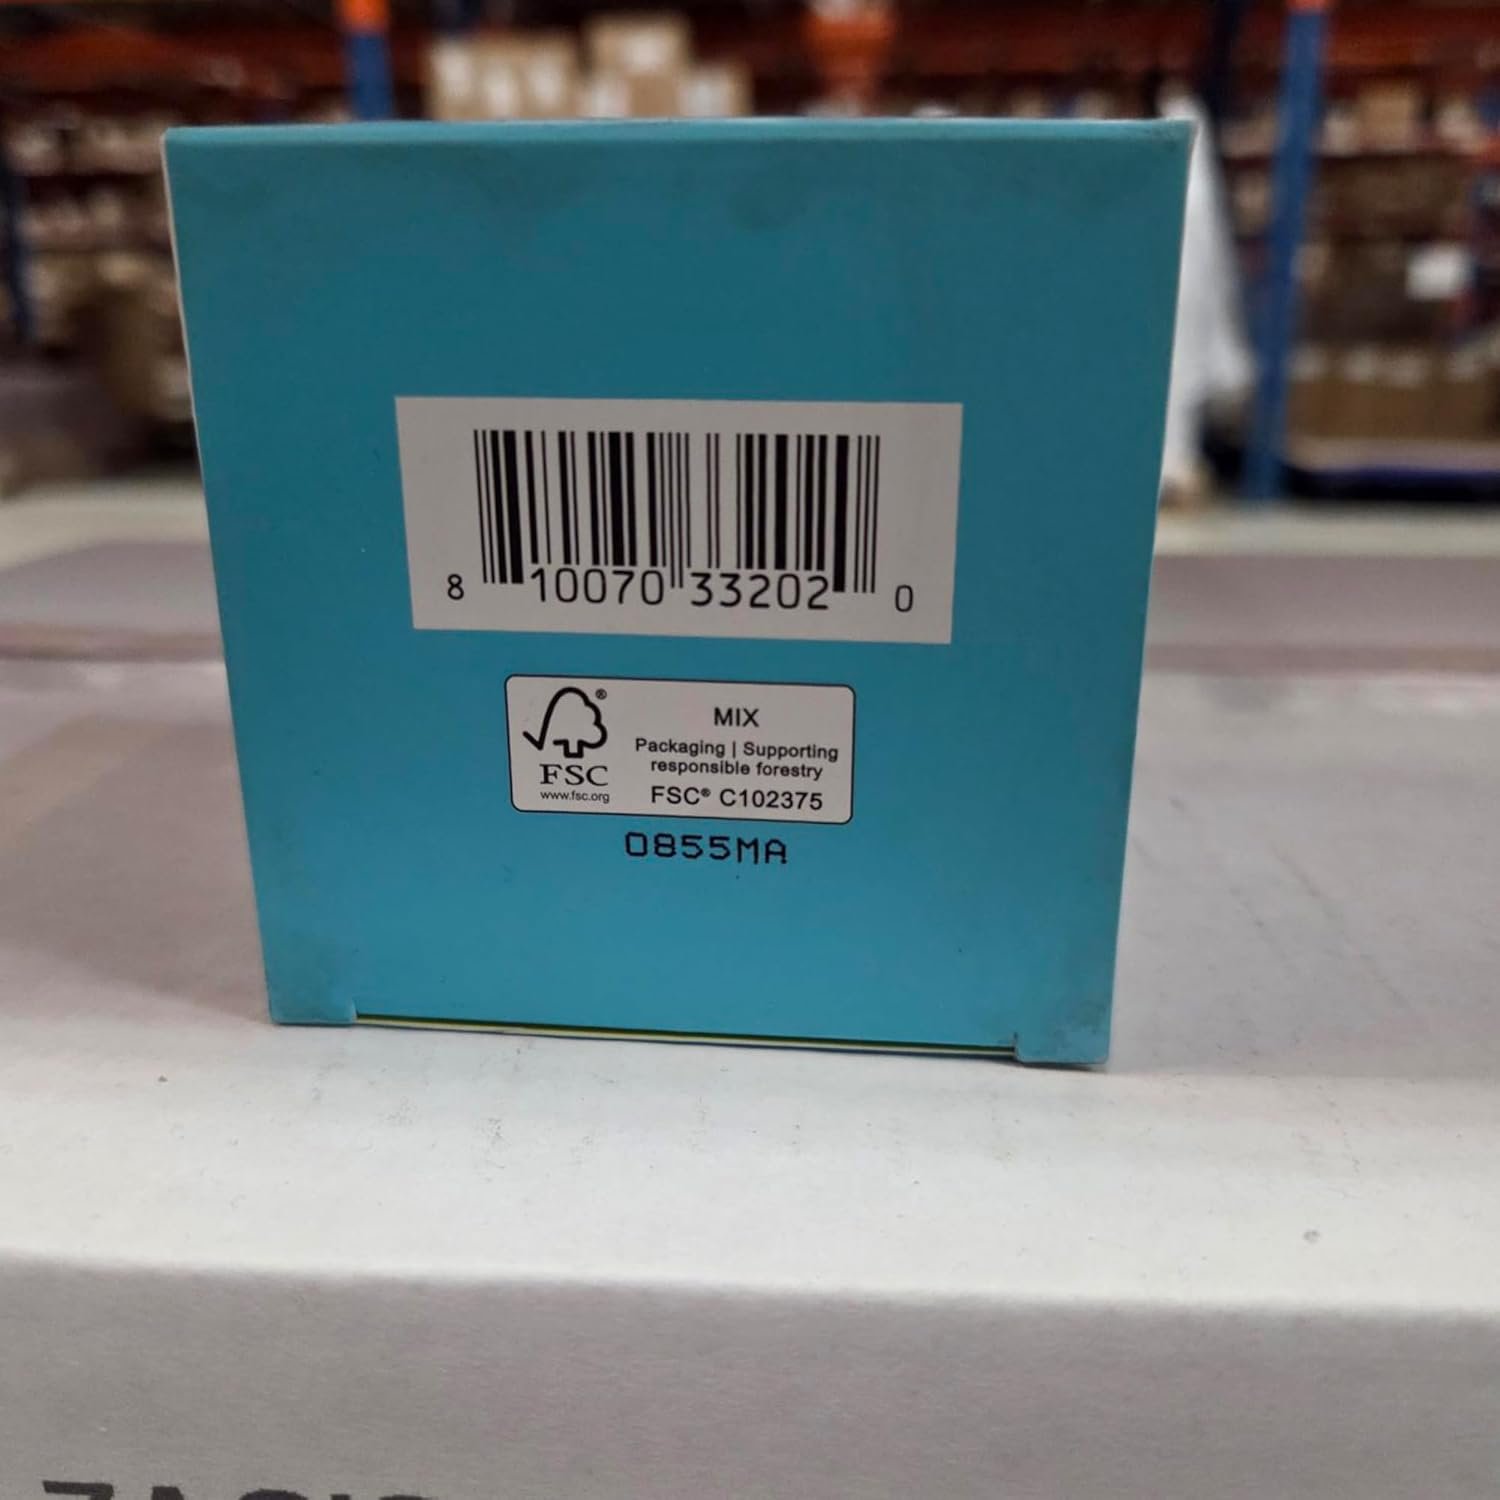 8 10070 33202 0
MIX
Packaging | Supporting
responsible forestry
FSC® C102375
®
FSC
www.fsc.org
0855MA